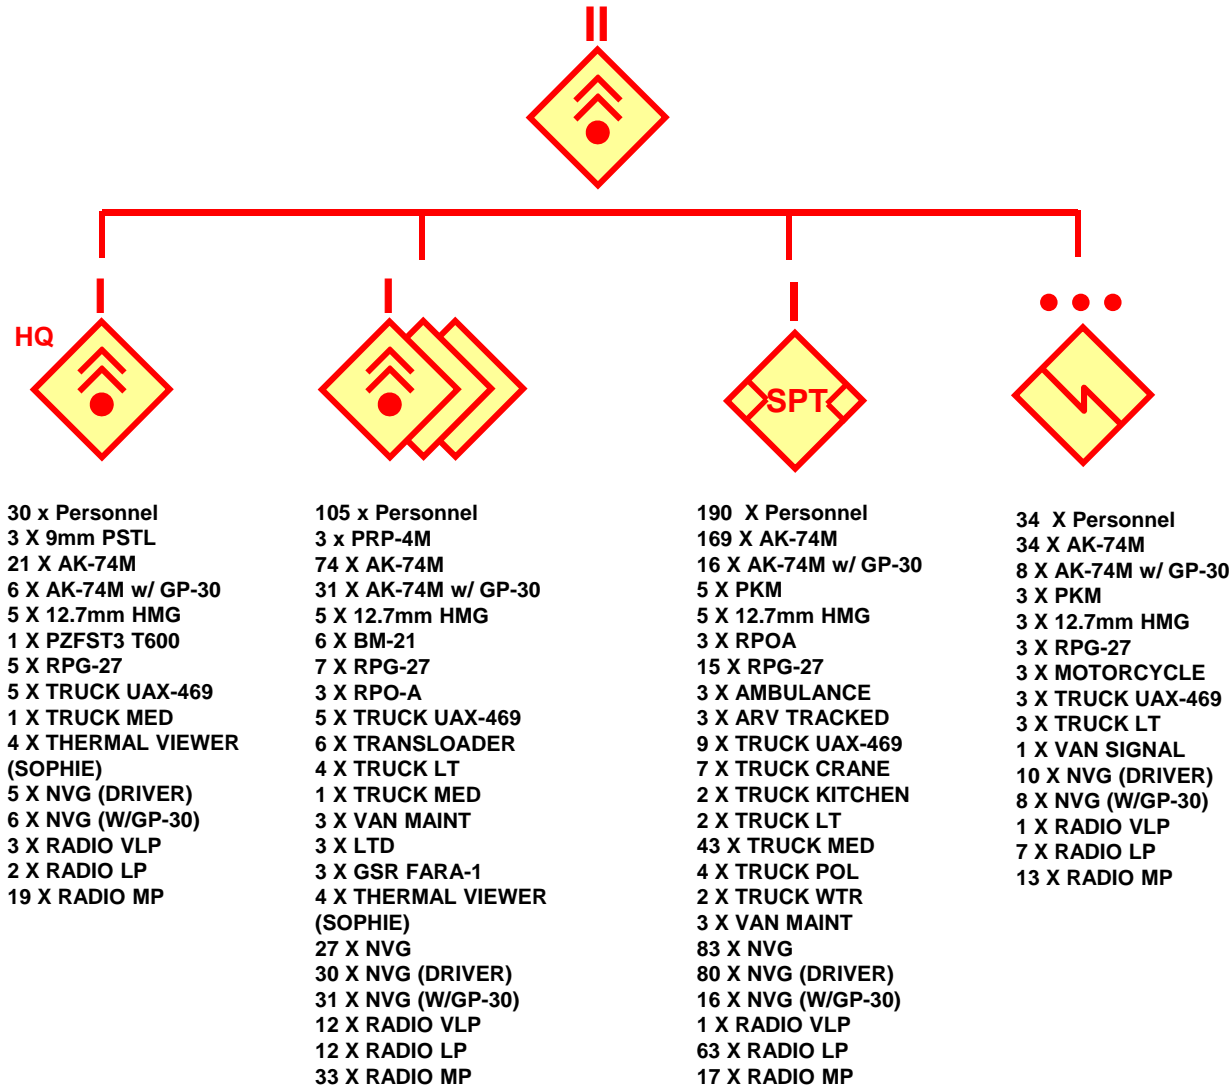 HQ
SPT
30 x Personnel
3 X 9mm PSTL
21 X AK-74M
6 X AK-74M w/ GP-30
5 X 12.7mm HMG
1 X PZFST3 T600
5 X RPG-27
5 X TRUCK UAX-469
1 X TRUCK MED
4 X THERMAL VIEWER
(SOPHIE)
5 X NVG (DRIVER)
6 X NVG (W/GP-30)
3 X RADIO VLP
2 X RADIO LP
19 X RADIO MP
105 x Personnel
3 x PRP-4M
74 X AK-74M
31 X AK-74M w/ GP-30
5 X 12.7mm HMG
6 X BM-21
7 X RPG-27
3 X RPO-A
5 X TRUCK UAX-469
6 X TRANSLOADER
4 X TRUCK LT
1 X TRUCK MED
3 X VAN MAINT
3 X LTD
3 X GSR FARA-1
4 X THERMAL VIEWER
(SOPHIE)
27 X NVG
30 X NVG (DRIVER)
31 X NVG (W/GP-30)
12 X RADIO VLP
12 X RADIO LP
33 X RADIO MP
190 X Personnel
169 X AK-74M
16 X AK-74M w/ GP-30
5 X PKM
5 X 12.7mm HMG
3 X RPOA
15 X RPG-27
3 X AMBULANCE
3 X ARV TRACKED
9 X TRUCK UAX-469
7 X TRUCK CRANE
2 X TRUCK KITCHEN
2 X TRUCK LT
43 X TRUCK MED
4 X TRUCK POL
2 X TRUCK WTR
3 X VAN MAINT
83 X NVG
80 X NVG (DRIVER)
16 X NVG (W/GP-30)
1 X RADIO VLP
63 X RADIO LP
17 X RADIO MP
34 X Personnel
34 X AK-74M
8 X AK-74M w/ GP-30
3 X PKM
3 X 12.7mm HMG
3 X RPG-27
3 X MOTORCYCLE
3 X TRUCK UAX-469
3 X TRUCK LT
1 X VAN SIGNAL
10 X NVG (DRIVER)
8 X NVG (W/GP-30)
1 X RADIO VLP
7 X RADIO LP
13 X RADIO MP